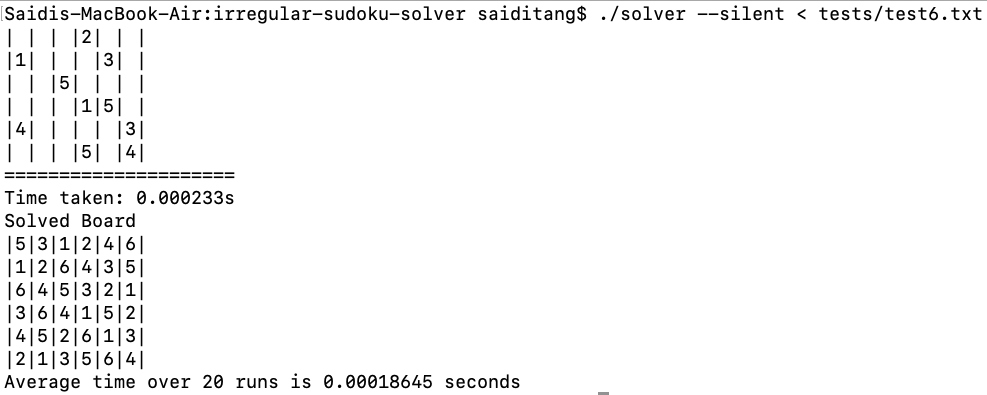 Saidis-MacBook-Air:irregular-sudoku-solver saiditang$ ./solver --silent < tests/test6.txt
| | | |2| | |
|1| | | |3| |
| | |5| | | |
| | | |1|5| |
|4| | | | |3|
| | | |5| |4|
=====================
Time taken: 0.000233s
Solved Board
|5|3|1|2|4|6|
|1|2|6|4|3|5|
|6|4|5|3|2|1|
|3|6|4|1|5|2|
|4|5|2|6|1|3|
|2|1|3|5|6|4|
Average time over 20 runs is 0.00018645 seconds